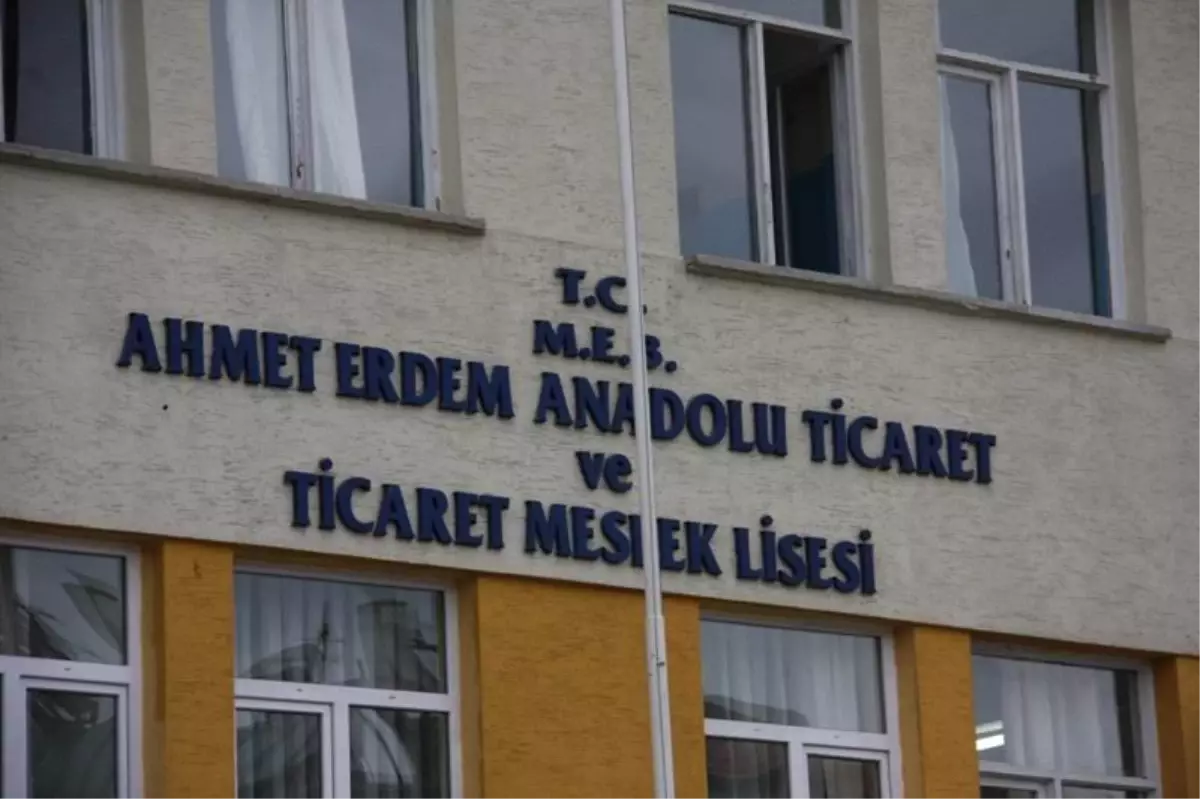 T.C.
M.E.B.
AHMET ERDEM ANADOLU TİCARET
ve
TİCARET MESLEK LİSESİ